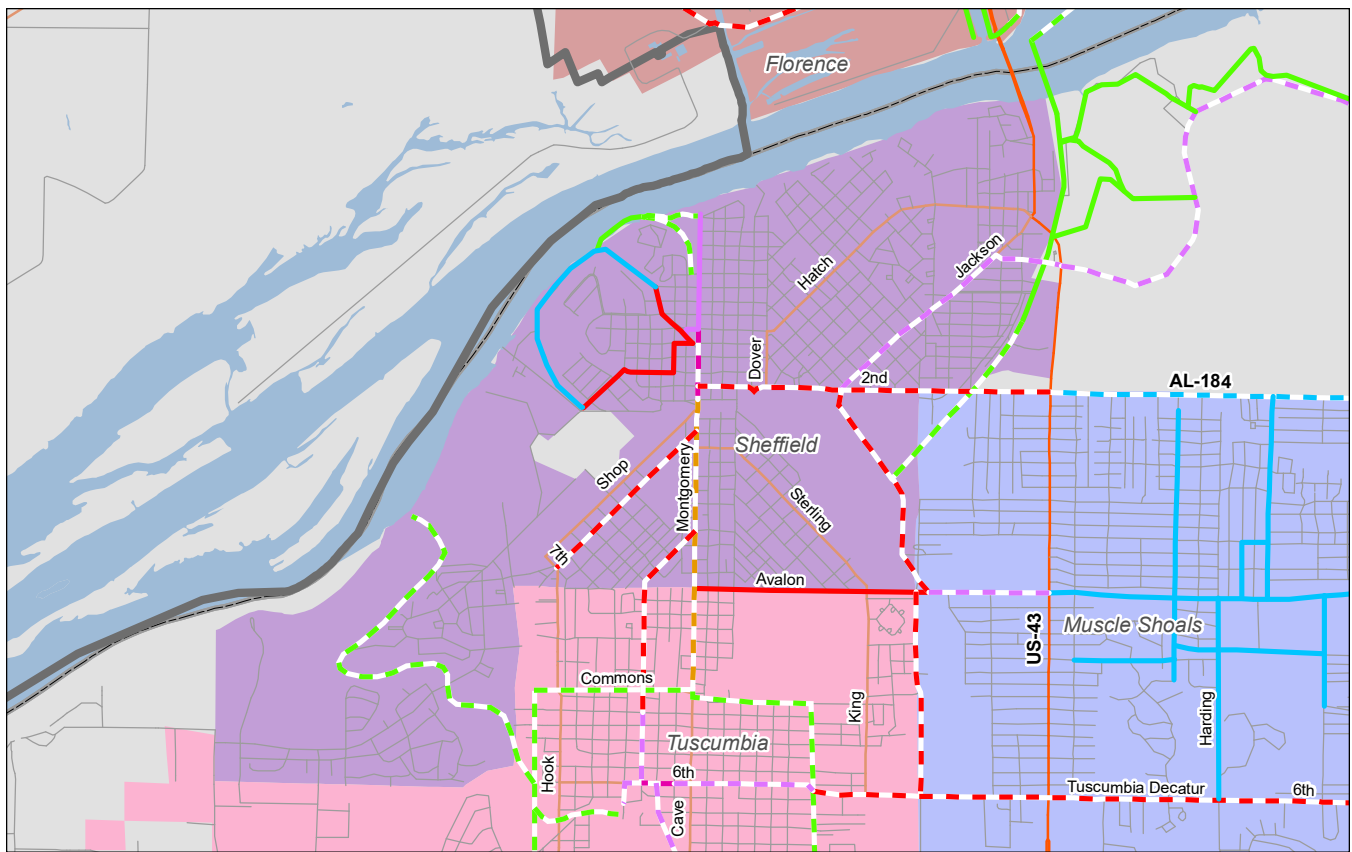 Florence
Hatch
Jackson
Dover
2nd
AL-184
Sheffield
Shop
Montgomery
Sterling
7th
Avalon
Muscle Shoals
US-43
Commons
King
Harding
Tuscumbia
6th
Hook
Cave
Tuscumbia Decatur
6th